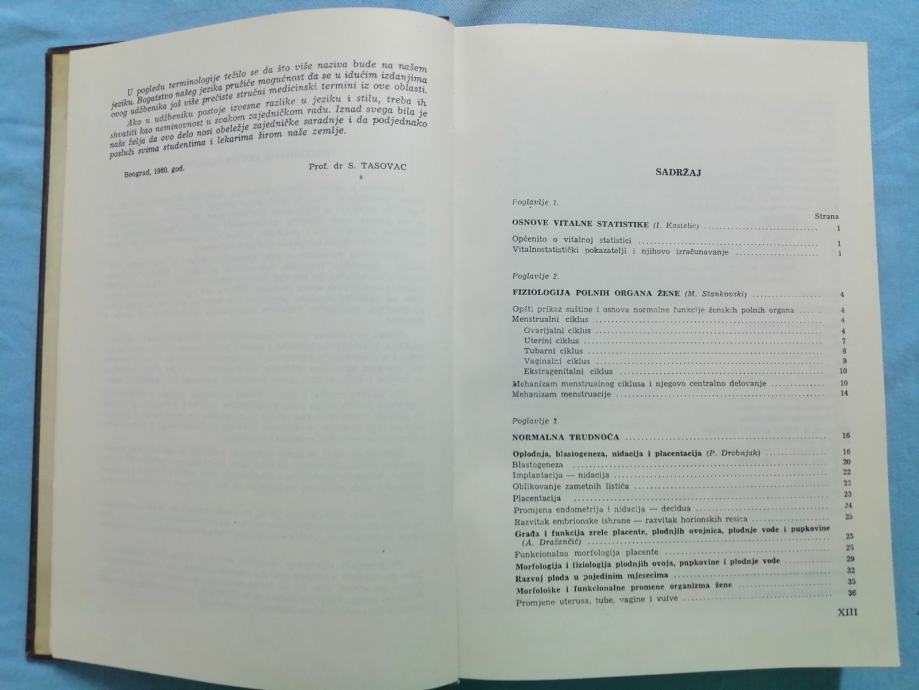 U pogledu terminologije težilo se da što više naziva bude na našem
jeziku. Bogatstvo našeg jezika pružiće mogućnost da se u idućim izdanjima
ovog udžbenika još više prečiste stručni medicinski termini iz ove oblasti.
Ako u udžbeniku postoje izvesne razlike u jeziku i stilu, treba ih
shvatiti kao neminovnost u svakom zajedničkom radu. Iznad svega bila je
naša želja da ovo delo nosi obeležje zajedničke saradnje i da podjednako
posluži svima studentima i lekarima širom naše zemlje.
Beograd, 1960. god.
Prof. dr S. TASOVAC
SADRŽAJ
Poglavlje 1.
Strana
OSNOVE VITALNE STATISTIKE (I. Kastelic) 1
Općenito o vitalnoj statistici 1
Vitalnostatistički pokazatelji i njihovo izračunavanje 1
Poglavlje 2.
FIZIOLOGIJA POLNIH ORGANA ŽENE (M. Stankovski) 4
Opšti prikaz suštine i osnova normalne funkcije ženskih polnih organa 4
Menstrualni ciklus 4
Ovarijalni ciklus 4
Uterini ciklus 7
Tubarni ciklus 8
Vaginalni ciklus 9
Ekstragenitalni ciklus 10
Mehanizam menstrualnog ciklusa i njegovo centralno delovanje 10
Mehanizam menstruacije 14
Poglavlje 3.
NORMALNA TRUDNOĆA 16
Oplodnja, blastogeneza, nidacija i placentacija (P. Drobnjak) 16
Blastogeneza 20
Implantacija — nidacija 22
Oblikovanje zametnih listića 23
Placentacija 23
Promjena endometrija i nidacija — decidua 24
Razvitak embrionske ishrane — razvitak horionskih resica 25
Građa i funkcija zrele placente, plodnjih ovojnica, plodnje vode i pupkovine
(A. Dražančić) 25
Funkcionalna morfologija placente 25
Morfologija i fiziologija plodnjih ovoja, pupkovine i plodnje vode 29
Razvoj ploda u pojedinim mjesecima 32
Morfološke i funkcionalne promene organizma žene 35
Promjene uterusa, tube, vagine i vulve 36
XIII